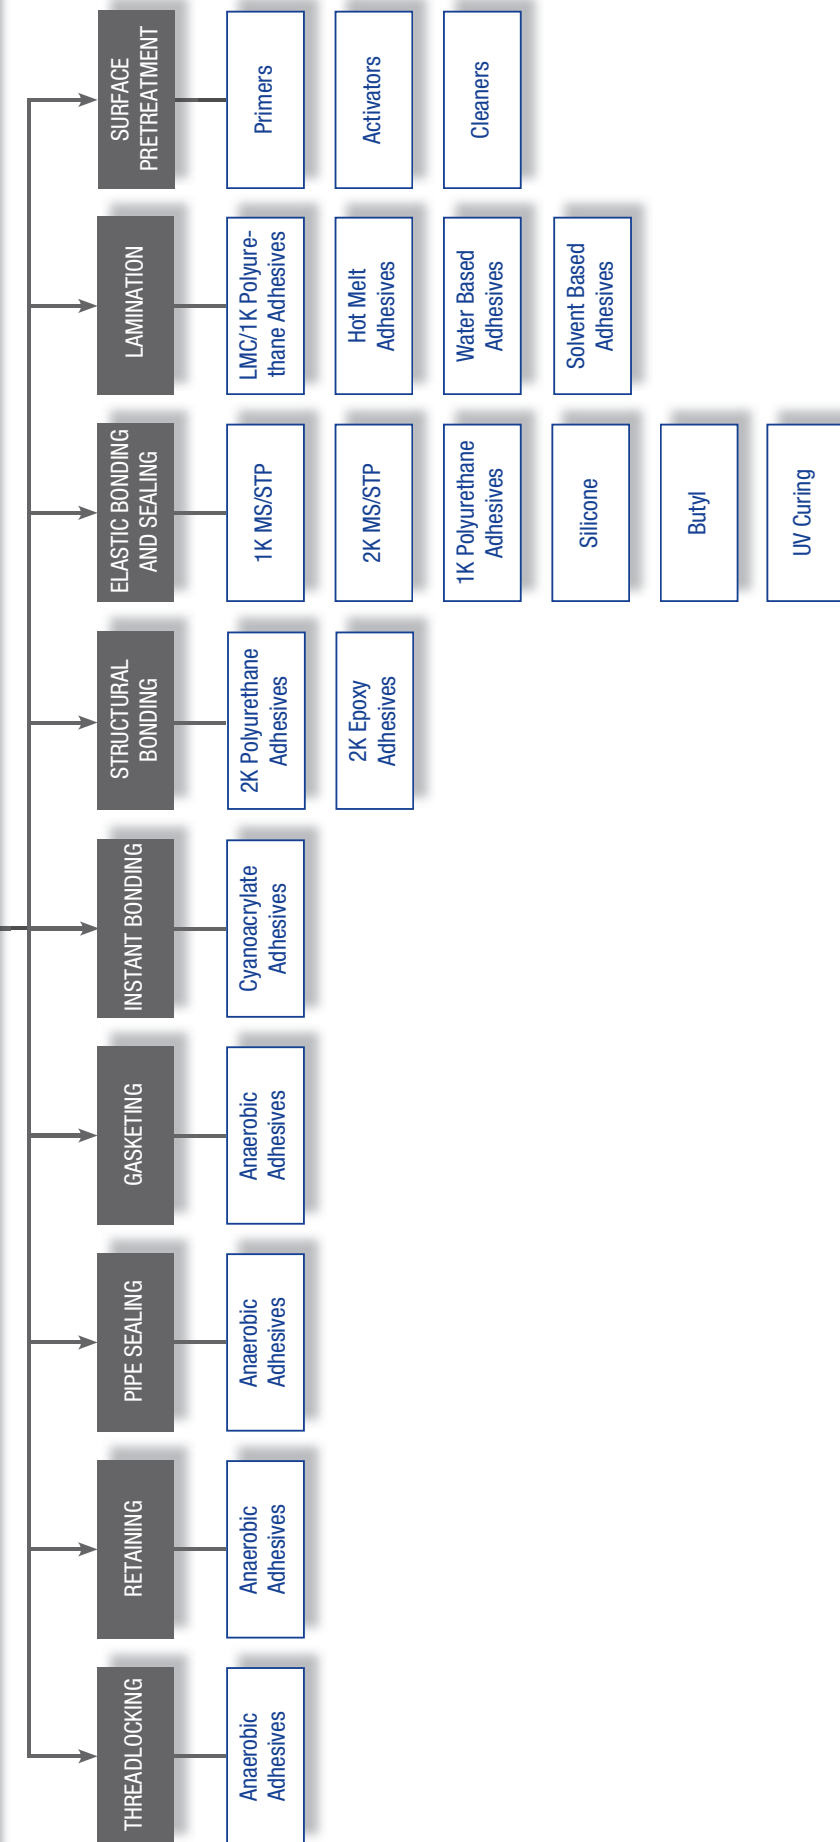 THREADLOCKING
Anaerobic
Adhesives
RETAINING
Anaerobic
Adhesives
PIPE SEALING
Anaerobic
Adhesives
GASKETING
Anaerobic
Adhesives
INSTANT BONDING
Cyanoacrylate
Adhesives
STRUCTURAL
BONDING
2K Polyurethane
Adhesives
2K Epoxy
Adhesives
ELASTIC BONDING
AND SEALING
1K MS/STP
2K MS/STP
1K Polyurethane
Adhesives
Silicone
Butyl
UV Curing
LAMINATION
LMC/1K Polyure-
thane Adhesives
Hot Melt
Adhesives
Water Based
Adhesives
Solvent Based
Adhesives
SURFACE
PRETREATMENT
Primers
Activators
Cleaners